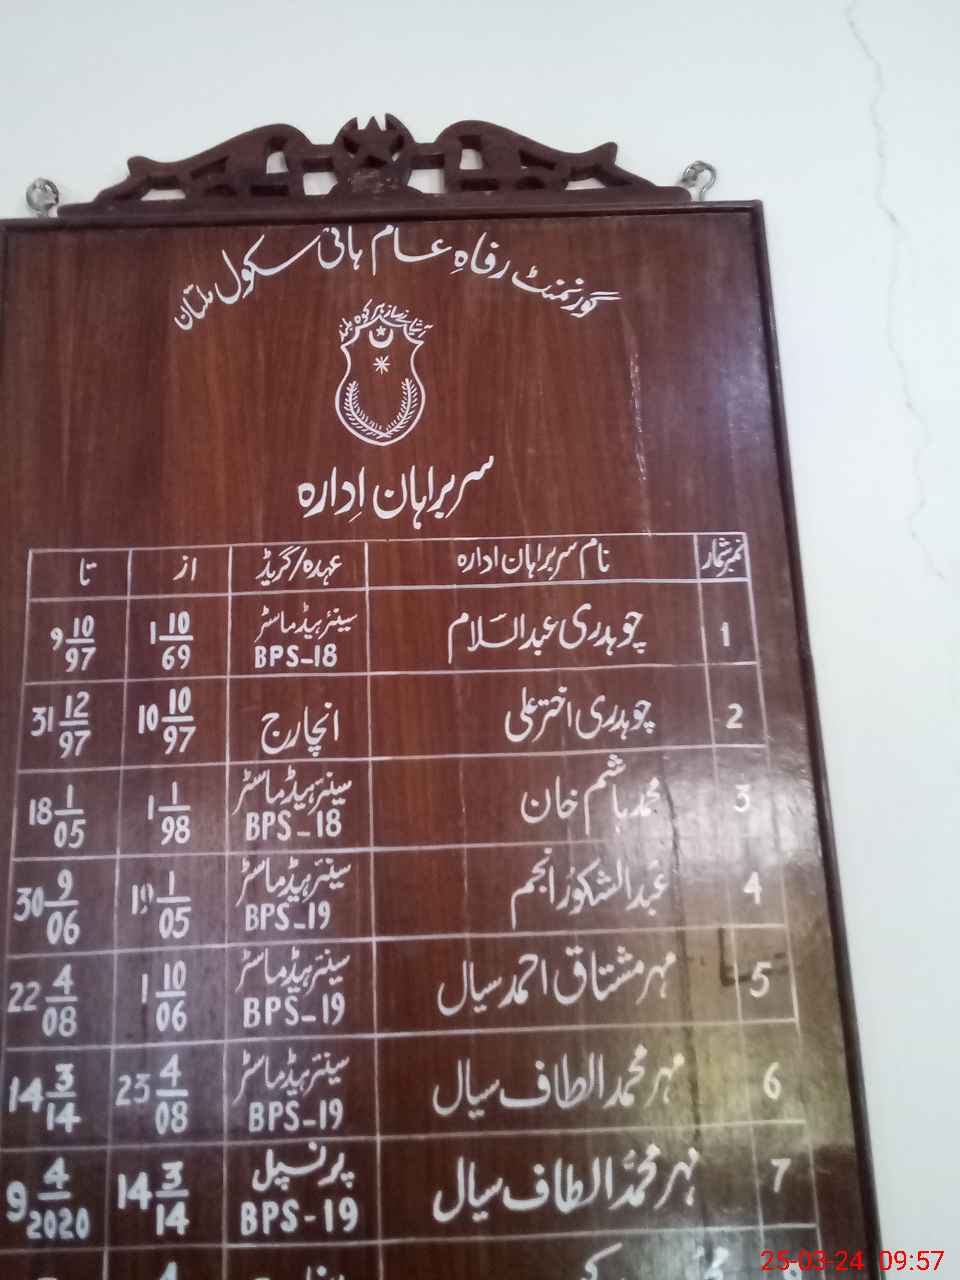 گورنمنٹ رفاہِ عام ہائی سکول ملتان
سربراہان اِدارہ
نمبر شمار نام سربراہان ادارہ عہدہ/گریڈ از تا
1 چوہدری عبدالسّلام سینئر ہیڈ ماسٹر BPS-18 1 10/69 9 10/97
2 چوہدری اختر علی انچارج 10 10/97 31 12/97
3 محمد ہاشم خان سینئر ہیڈ ماسٹر BPS-18 1 1/98 18 1/05
4 عبدالشکور انجم سینئر ہیڈ ماسٹر BPS-19 19 1/05 30 9/06
5 مہر مشتاق احمد سیال سینئر ہیڈ ماسٹر BPS-19 1 10/06 22 4/08
6 مہر محمد الطاف سیال سینئر ہیڈ ماسٹر BPS-19 23 4/08 14 3/14
7 مہر محمد الطاف سیال پرنسپل BPS-19 14 3/14 9 4/2020
25-03-24 09:57